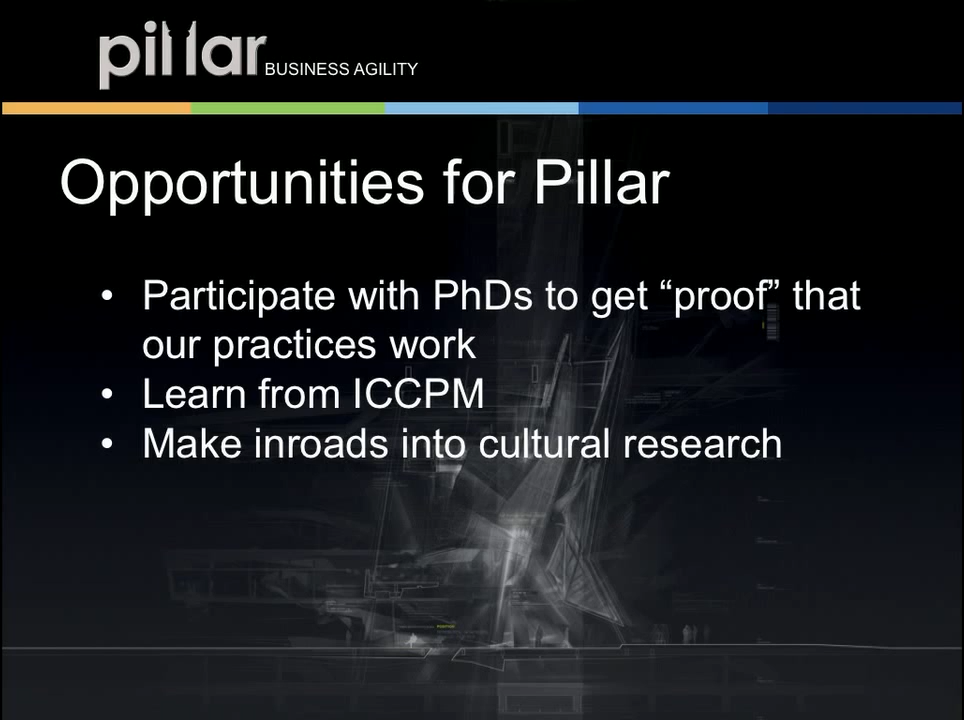 pillar BUSINESS AGILITY
Opportunities for Pillar
• Participate with PhDs to get “proof” that
our practices work
• Learn from ICCPM
• Make inroads into cultural research